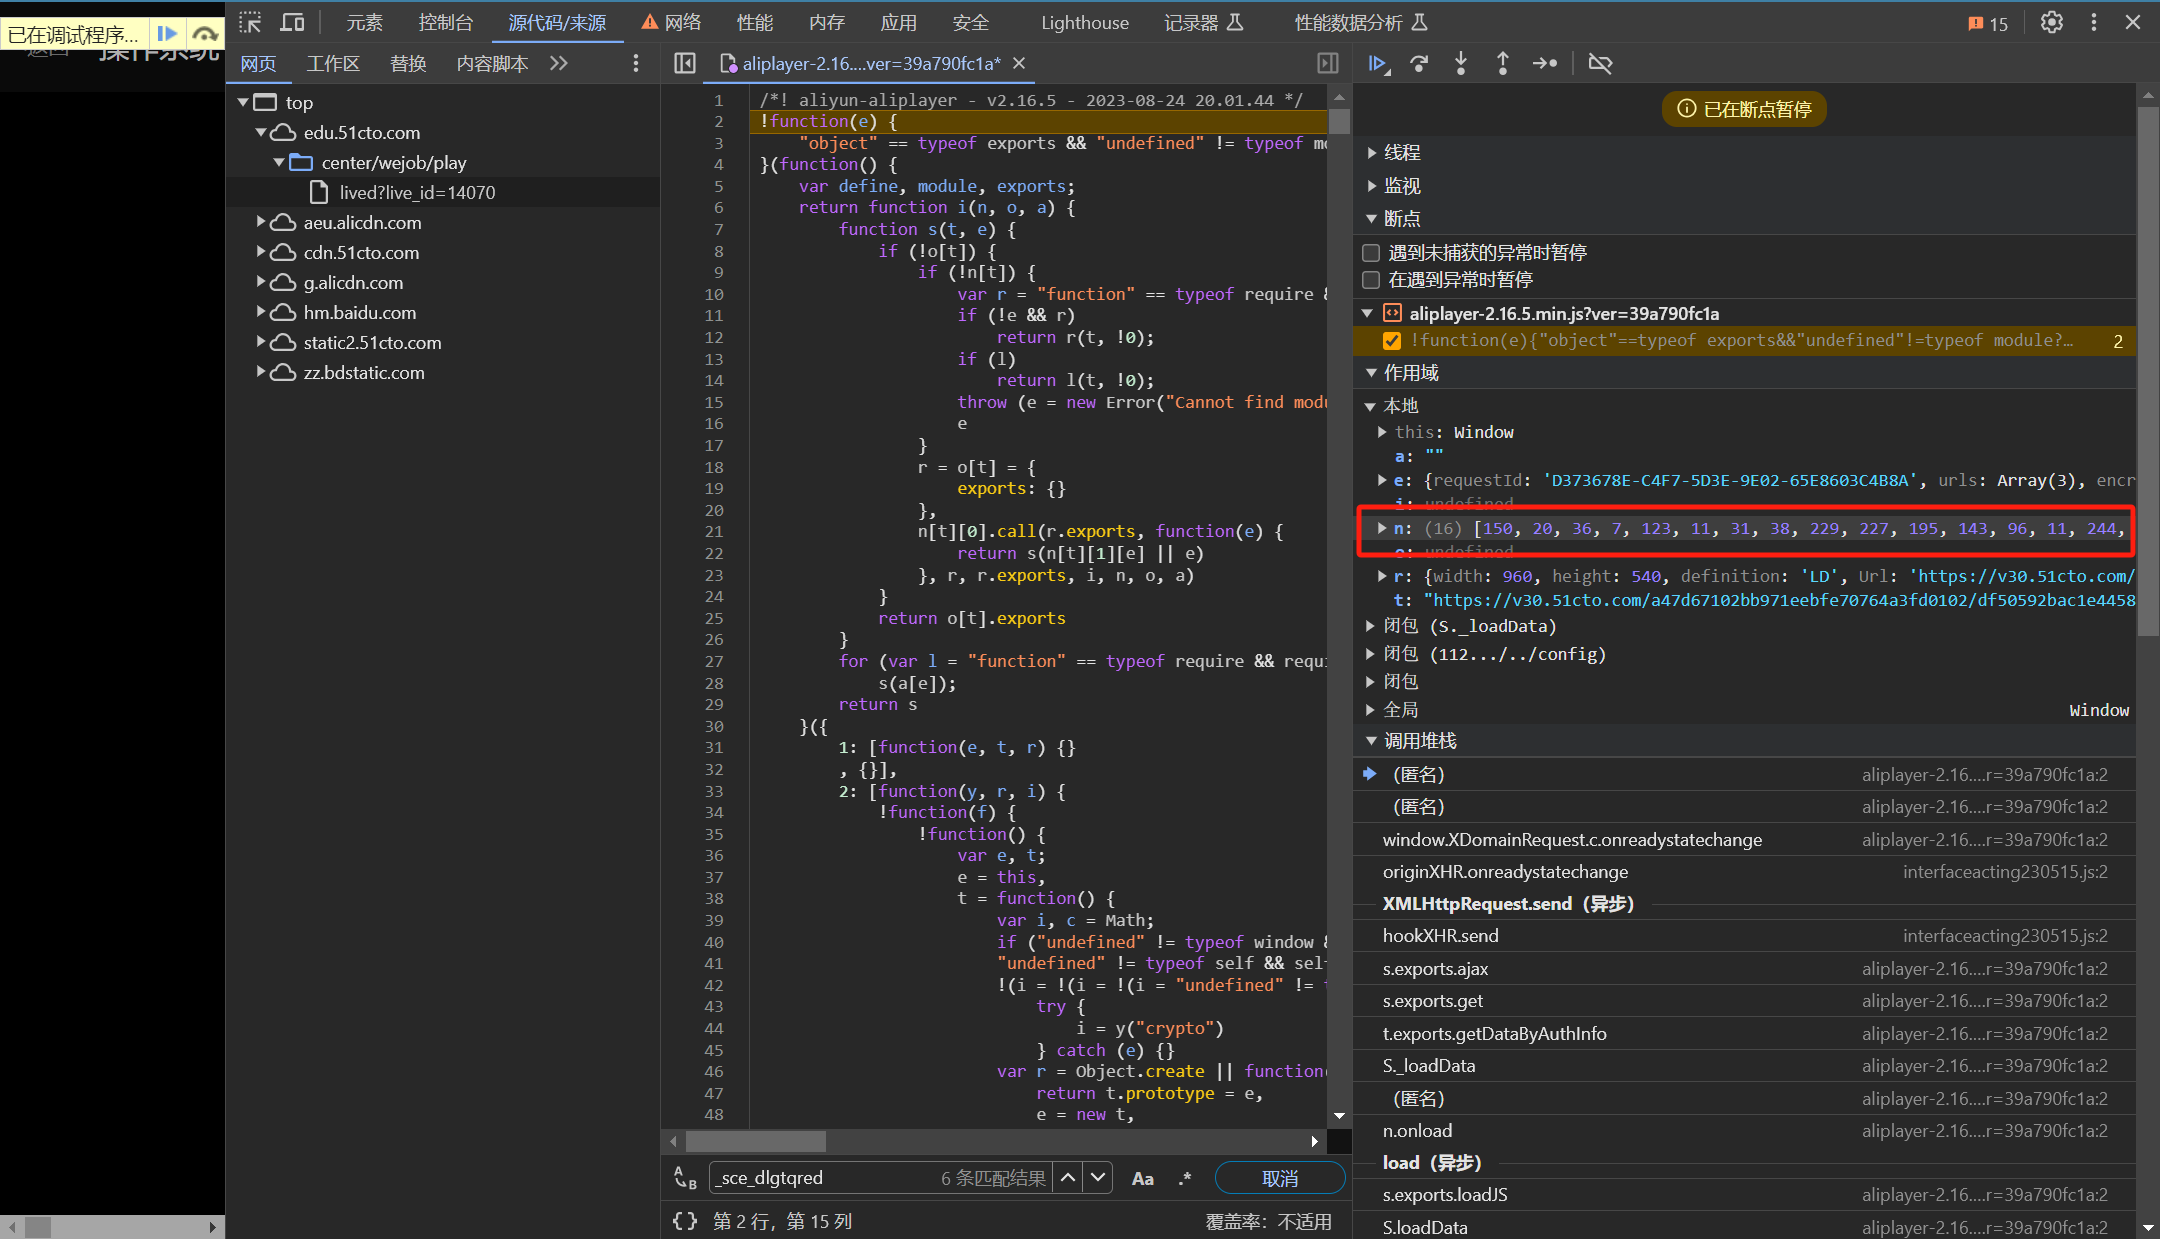 已在调试程序…
返回
操作系统
元素 控制台 源代码/来源 网络 性能 内存 应用 安全 Lighthouse 记录器 性能数据分析 15
网页 工作区 替换 内容脚本
aliplayer-2.16....ver=39a790fc1a*
top
edu.51cto.com
center/wejob/play
lived?live_id=14070
aeu.alicdn.com
cdn.51cto.com
g.alicdn.com
hm.baidu.com
static2.51cto.com
zz.bdstatic.com
1 /*! aliyun-aliplayer - v2.16.5 - 2023-08-24 20.01.44 */
2 !function(e) {
3 "object" == typeof exports && "undefined" != typeof mo
4 }(function() {
5 var define, module, exports;
6 return function i(n, o, a) {
7 function s(t, e) {
8 if (!o[t]) {
9 if (!n[t]) {
10 var r = "function" == typeof require &
11 if (!e && r)
12 return r(t, !0);
13 if (l)
14 return l(t, !0);
15 throw (e = new Error("Cannot find modu
16 e
17 }
18 r = o[t] = {
19 exports: {}
20 },
21 n[t][0].call(r.exports, function(e) {
22 return s(n[t][1][e] || e)
23 }, r, r.exports, i, n, o, a)
24 }
25 return o[t].exports
26 }
27 for (var l = "function" == typeof require && requi
28 s(a[e]);
29 return s
30 }({
31 1: [function(e, t, r) {}
32 , {}],
33 2: [function(y, r, i) {
34 !function(f) {
35 !function() {
36 var e, t;
37 e = this,
38 t = function() {
39 var i, c = Math;
40 if ("undefined" != typeof window &
41 "undefined" != typeof self && self
42 !(i = !(i = !(i = "undefined" != t
43 try {
44 i = y("crypto")
45 } catch (e) {}
46 var r = Object.create || function(
47 return t.prototype = e,
48 e = new t,
_sce_dlgtqred 6 条匹配结果 Aa .* 取消
{} 第 2 行，第 15 列 覆盖率：不适用
已在断点暂停
线程
监视
断点
遇到未捕获的异常时暂停
在遇到异常时暂停
aliplayer-2.16.5.min.js?ver=39a790fc1a
!function(e){"object"==typeof exports&&"undefined"!=typeof module?… 2
作用域
本地
this: Window
a: ""
e: {requestId: 'D373678E-C4F7-5D3E-9E02-65E8603C4B8A', urls: Array(3), encr
i: undefined
n: (16) [150, 20, 36, 7, 123, 11, 31, 38, 229, 227, 195, 143, 96, 11, 244,
o: undefined
r: {width: 960, height: 540, definition: 'LD', Url: 'https://v30.51cto.com/
t: "https://v30.51cto.com/a47d67102bb971eebfe70764a3fd0102/df50592bac1e4458
闭包 (S._loadData)
闭包 (112.../../config)
闭包
全局 Window
调用堆栈
(匿名) aliplayer-2.16....r=39a790fc1a:2
(匿名) aliplayer-2.16....r=39a790fc1a:2
window.XDomainRequest.c.onreadystatechange aliplayer-2.16....r=39a790fc1a:2
originXHR.onreadystatechange interfaceacting230515.js:2
XMLHttpRequest.send（异步）
hookXHR.send interfaceacting230515.js:2
s.exports.ajax aliplayer-2.16....r=39a790fc1a:2
s.exports.get aliplayer-2.16....r=39a790fc1a:2
t.exports.getDataByAuthInfo aliplayer-2.16....r=39a790fc1a:2
S._loadData aliplayer-2.16....r=39a790fc1a:2
(匿名) aliplayer-2.16....r=39a790fc1a:2
n.onload aliplayer-2.16....r=39a790fc1a:2
load（异步）
s.exports.loadJS aliplayer-2.16....r=39a790fc1a:2
S.loadData aliplayer-2.16....r=39a790fc1a:2